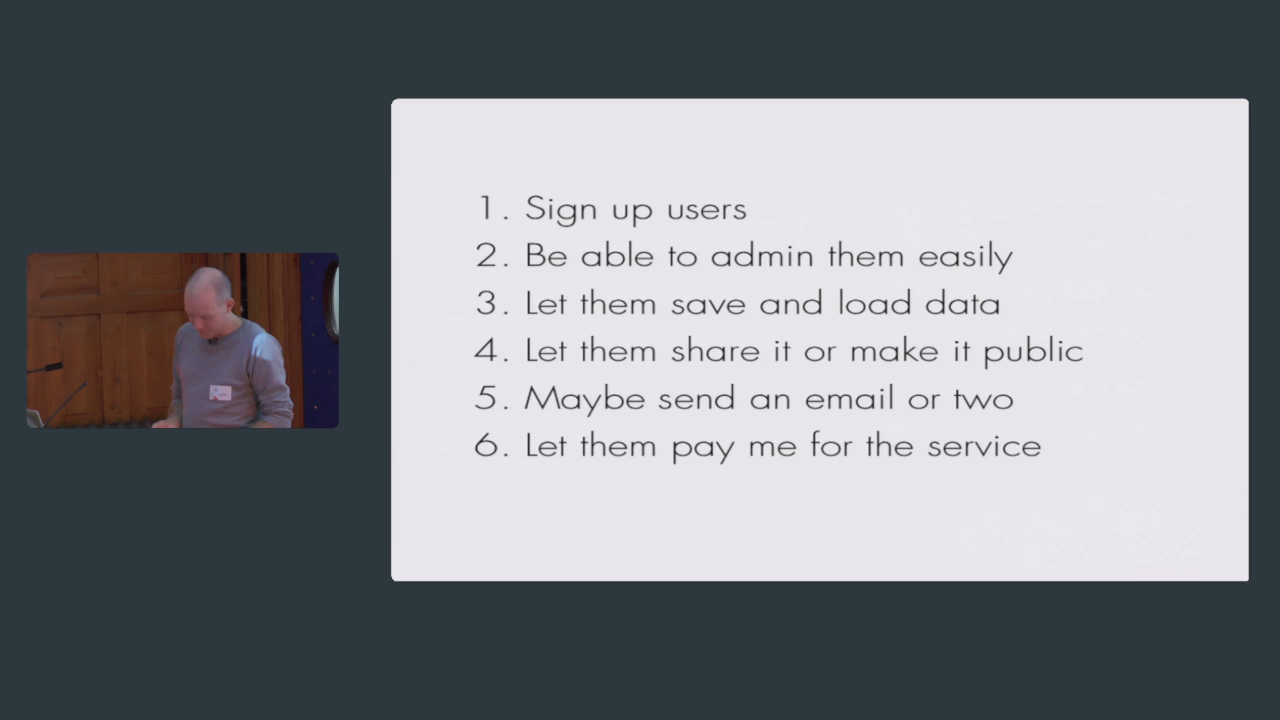 1. Sign up users
2. Be able to admin them easily
3. Let them save and load data
4. Let them share it or make it public
5. Maybe send an email or two
6. Let them pay me for the service